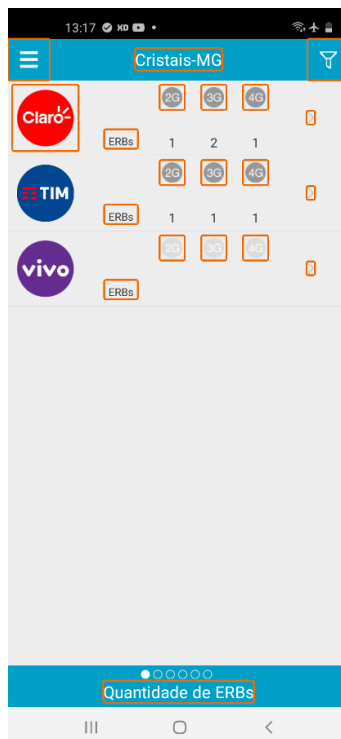 13:17 XD
Cristais-MG
Claro 2G 3G 4G
ERBs 1 2 1
TIM 2G 3G 4G
ERBs 1 1 1
vivo 2G 3G 4G
ERBs
Quantidade de ERBs